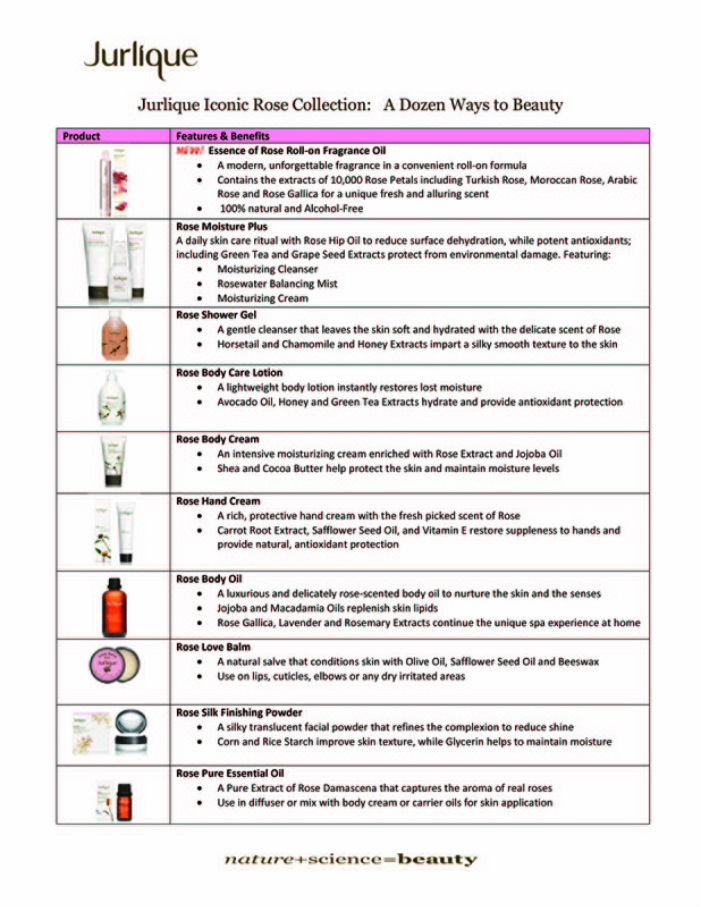 Jurlique
Jurlique Iconic Rose Collection: A Dozen Ways to Beauty
Product Features & Benefits
NEW! Essence of Rose Roll-on Fragrance Oil
• A modern, unforgettable fragrance in a convenient roll-on formula
• Contains the extracts of 10,000 Rose Petals including Turkish Rose, Moroccan Rose, Arabic
Rose and Rose Gallica for a unique fresh and alluring scent
• 100% natural and Alcohol-Free
Rose Moisture Plus
A daily skin care ritual with Rose Hip Oil to reduce surface dehydration, while potent antioxidants;
including Green Tea and Grape Seed Extracts protect from environmental damage. Featuring:
• Moisturizing Cleanser
• Rosewater Balancing Mist
• Moisturizing Cream
Rose Shower Gel
• A gentle cleanser that leaves the skin soft and hydrated with the delicate scent of Rose
• Horsetail and Chamomile and Honey Extracts impart a silky smooth texture to the skin
Rose Body Care Lotion
• A lightweight body lotion instantly restores lost moisture
• Avocado Oil, Honey and Green Tea Extracts hydrate and provide antioxidant protection
Rose Body Cream
• An intensive moisturizing cream enriched with Rose Extract and Jojoba Oil
• Shea and Cocoa Butter help protect the skin and maintain moisture levels
Rose Hand Cream
• A rich, protective hand cream with the fresh picked scent of Rose
• Carrot Root Extract, Safflower Seed Oil, and Vitamin E restore suppleness to hands and
provide natural, antioxidant protection
Rose Body Oil
• A luxurious and delicately rose-scented body oil to nurture the skin and the senses
• Jojoba and Macadamia Oils replenish skin lipids
• Rose Gallica, Lavender and Rosemary Extracts continue the unique spa experience at home
Rose Love Balm
• A natural salve that conditions skin with Olive Oil, Safflower Seed Oil and Beeswax
• Use on lips, cuticles, elbows or any dry irritated areas
Jurlique
Rose Silk Finishing Powder
• A silky translucent facial powder that refines the complexion to reduce shine
• Corn and Rice Starch improve skin texture, while Glycerin helps to maintain moisture
Rose Pure Essential Oil
• A Pure Extract of Rose Damascena that captures the aroma of real roses
• Use in diffuser or mix with body cream or carrier oils for skin application
nature+science=beauty